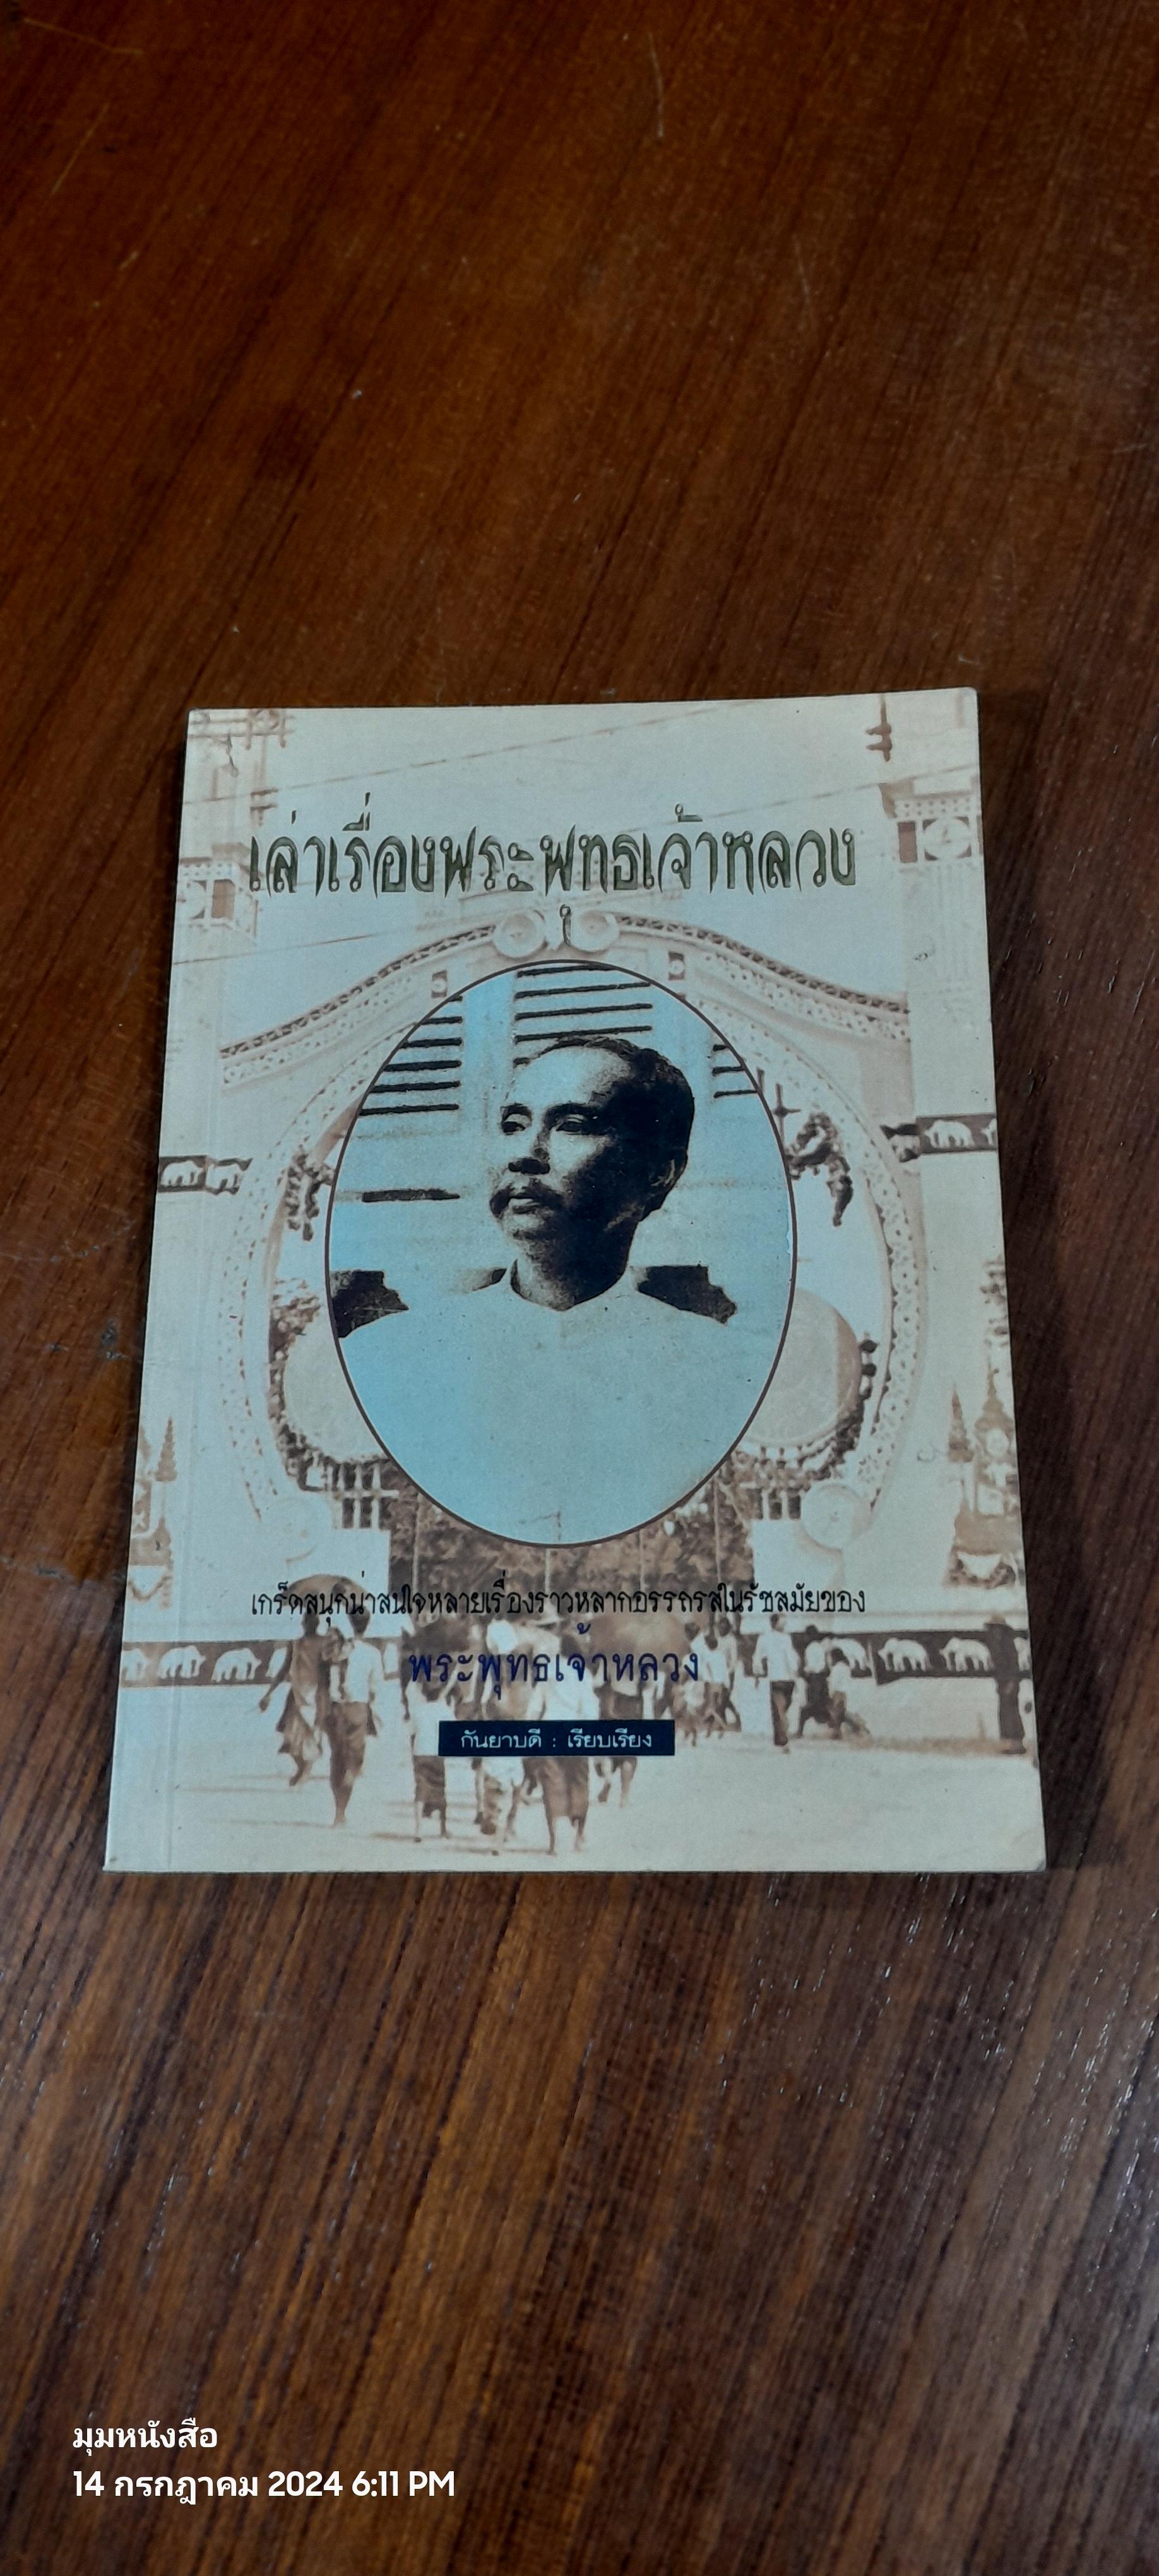 เล่าเรื่องพระพุทธเจ้าหลวง
เกร็ดสนุกน่าสนใจหลายเรื่องราวหลากอรรถรสในรัชสมัยของ
พระพุทธเจ้าหลวง
กันยาบดี : เรียบเรียง
มุมหนังสือ
14 กรกฎาคม 2024 6:11 PM